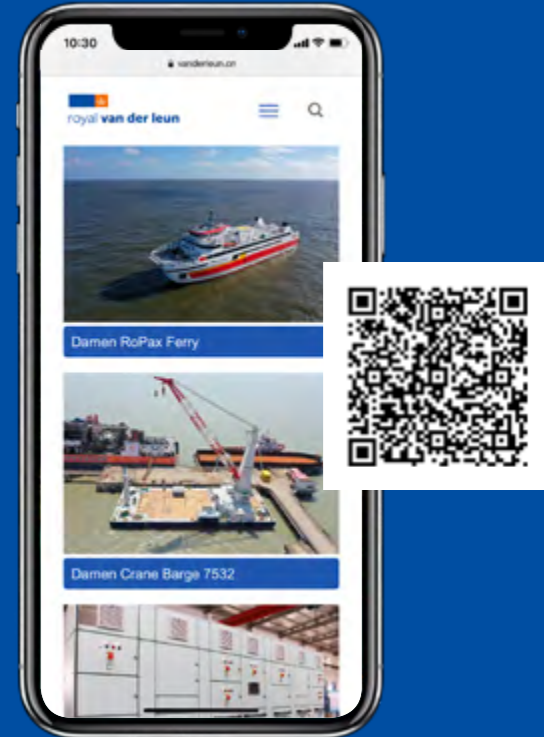 10:30
vanderleun.cn
royal van der leun
Damen RoPax Ferry
Damen Crane Barge 7532